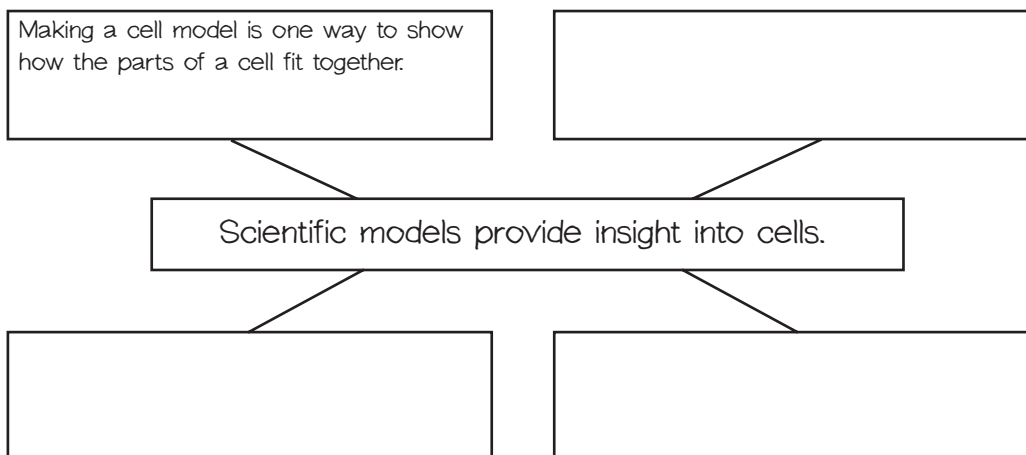 Making a cell model is one way to show
how the parts of a cell fit together.
Scientific models provide insight into cells.